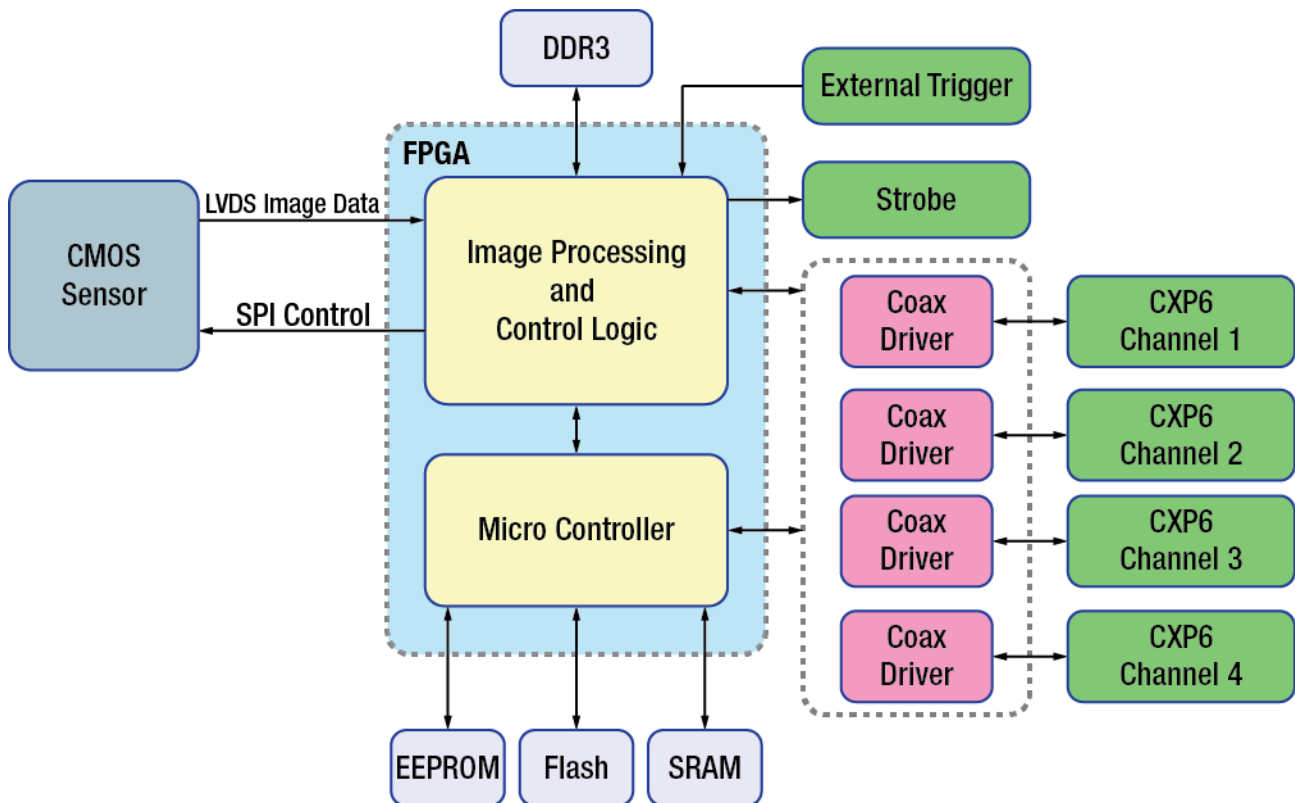 DDR3
External Trigger
FPGA
Strobe
LVDS Image Data
CMOS
Sensor
SPI Control
Image Processing
and
Control Logic
Coax
Driver
CXP6
Channel 1
Coax
Driver
CXP6
Channel 2
Micro Controller
Coax
Driver
CXP6
Channel 3
Coax
Driver
CXP6
Channel 4
EEPROM
Flash
SRAM